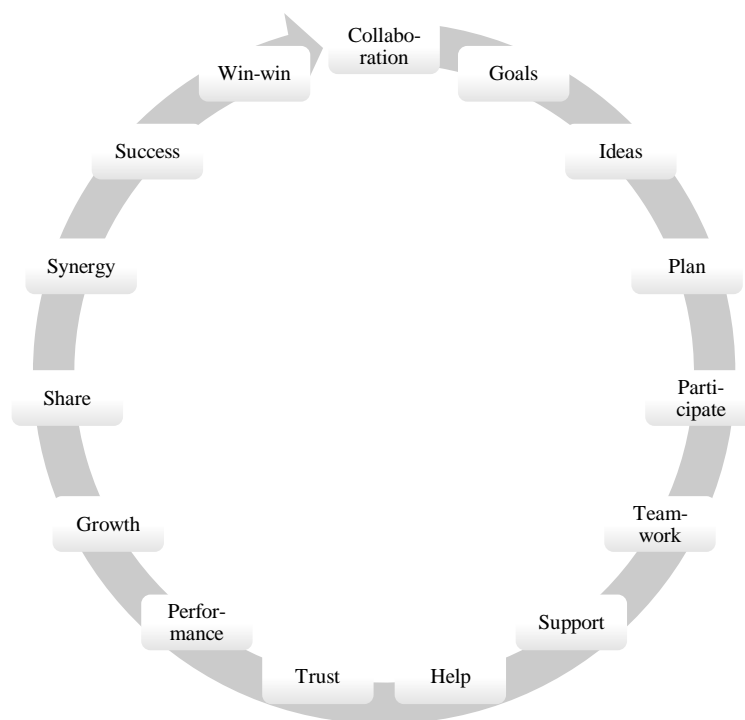 Collabo-
ration
Goals
Ideas
Plan
Parti-
cipate
Team-
work
Support
Help
Trust
Perfor-
mance
Growth
Share
Synergy
Success
Win-win